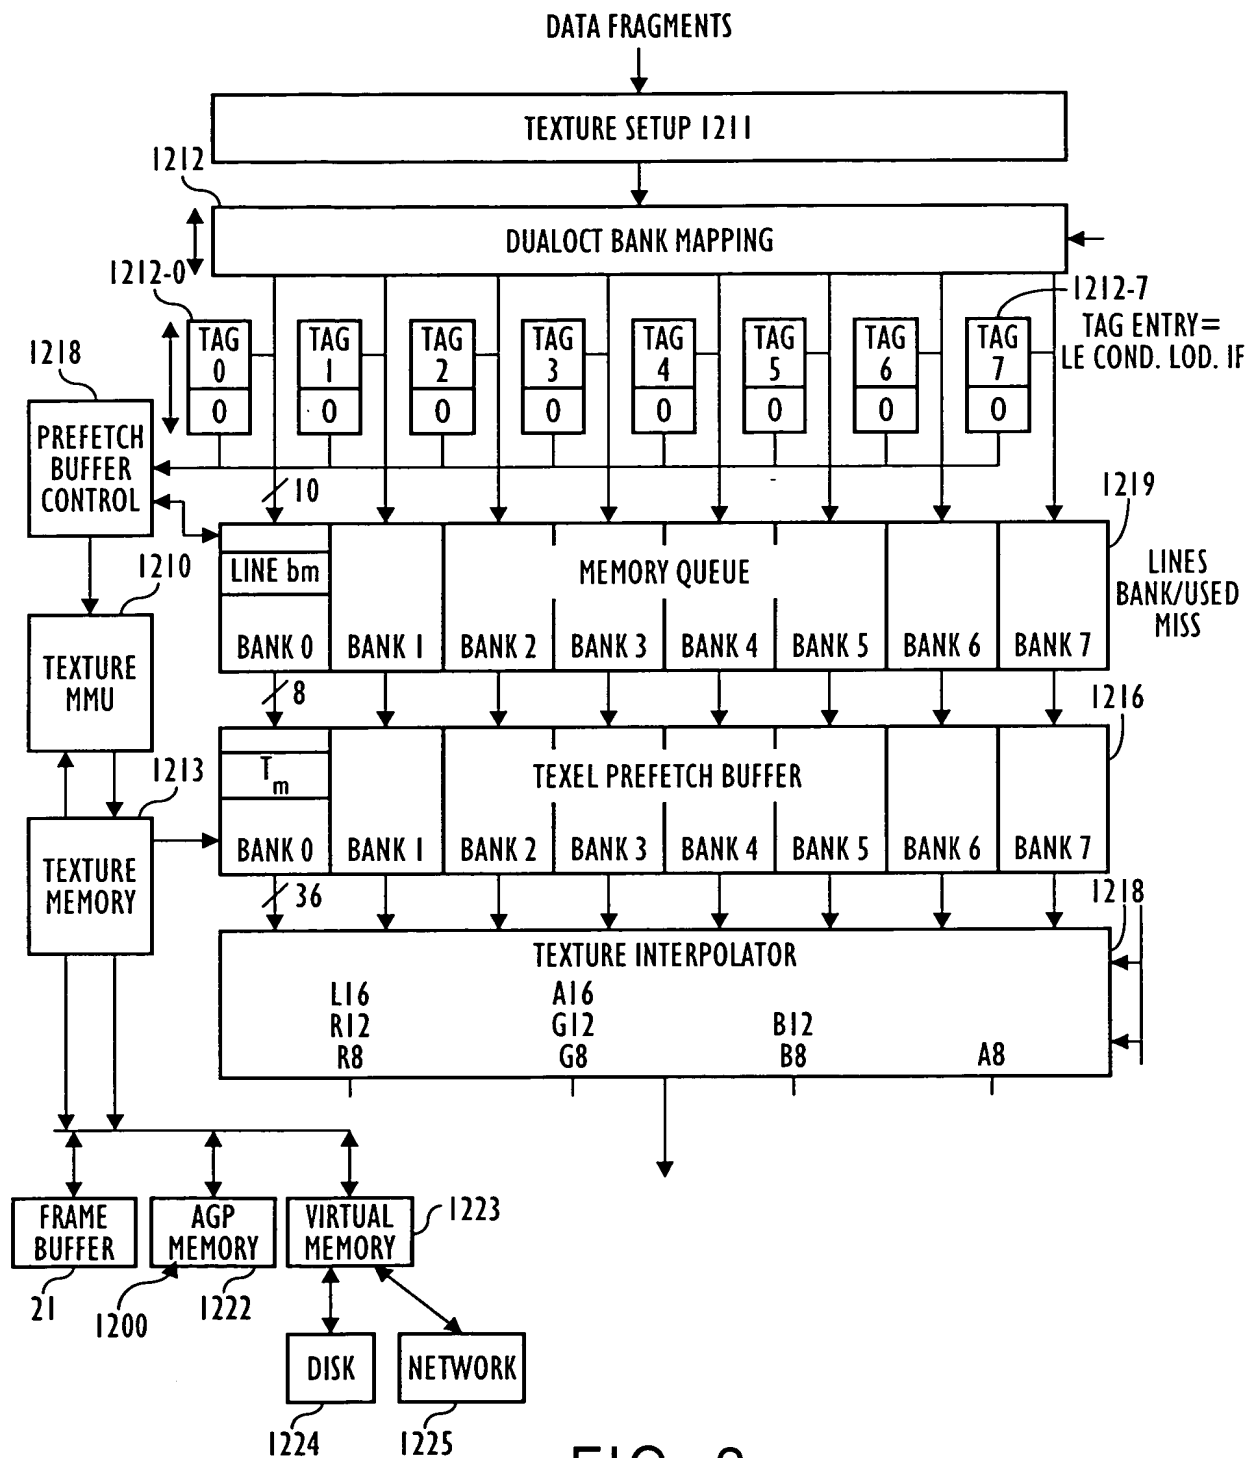 DATA FRAGMENTS
TEXTURE SETUP 1211
1212
DUALOCT BANK MAPPING
1212-0
1212-7
TAG ENTRY=
LE COND. LOD. IF
TAG 0 0
TAG 1 0
TAG 2 0
TAG 3 0
TAG 4 0
TAG 5 0
TAG 6 0
TAG 7 0
1218
PREFETCH
BUFFER
CONTROL
10
1219
LINE bm
MEMORY QUEUE
LINES
BANK/USED
MISS
BANK 0 BANK 1 BANK 2 BANK 3 BANK 4 BANK 5 BANK 6 BANK 7
1210
TEXTURE
MMU
8
1216
Tm
TEXEL PREFETCH BUFFER
BANK 0 BANK 1 BANK 2 BANK 3 BANK 4 BANK 5 BANK 6 BANK 7
1213
TEXTURE
MEMORY
36
1218
TEXTURE INTERPOLATOR
L16 A16
R12 G12 B12
R8 G8 B8 A8
FRAME
BUFFER
21
AGP
MEMORY
1200
1222
VIRTUAL
MEMORY
1223
DISK
1224
NETWORK
1225